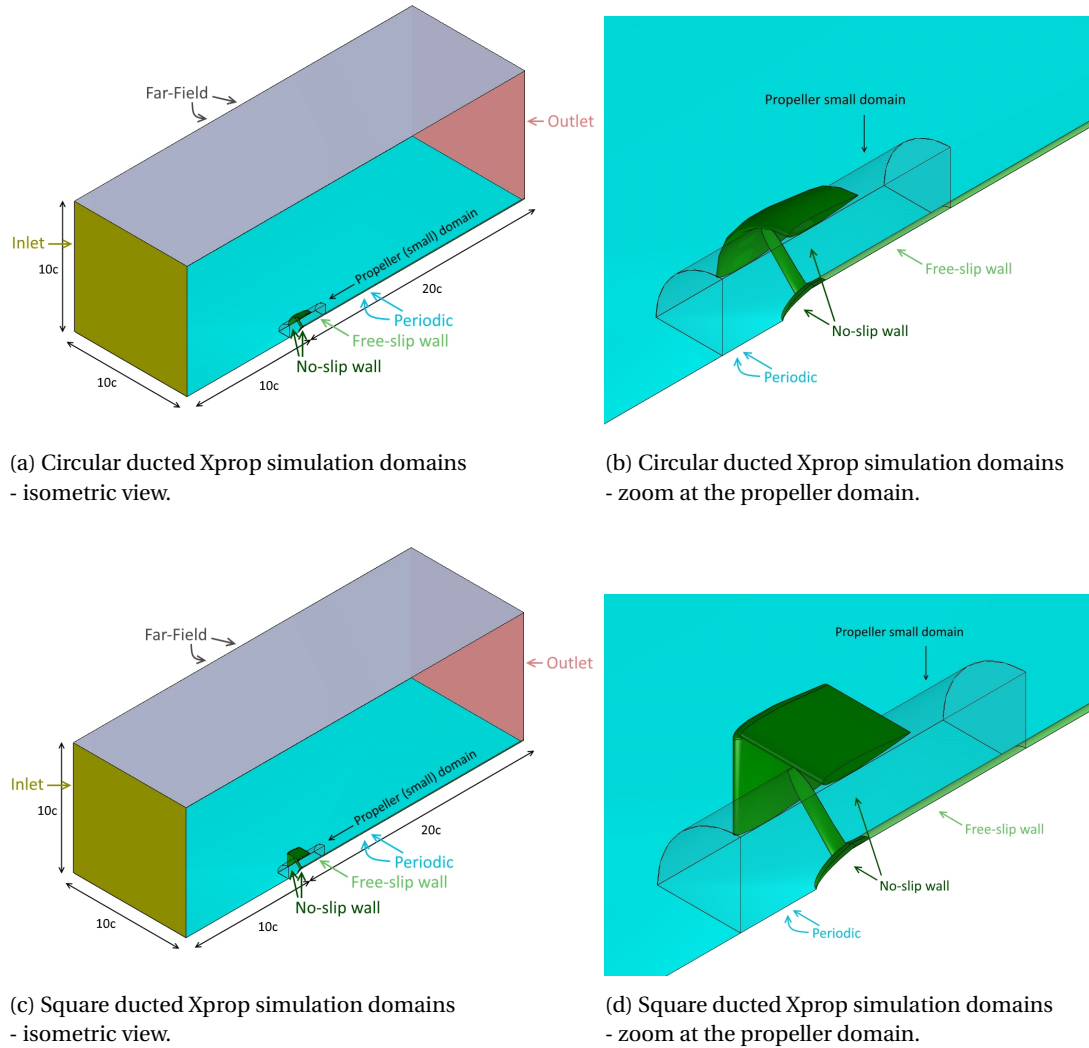 Far-Field
Outlet
Inlet
10c
Propeller (small) domain
20c
Periodic
Free-slip wall
No-slip wall
10c
10c
Propeller small domain
Free-slip wall
No-slip wall
Periodic
(a) Circular ducted Xprop simulation domains
- isometric view.
(b) Circular ducted Xprop simulation domains
- zoom at the propeller domain.
Far-Field
Outlet
Inlet
10c
Propeller (small) domain
20c
Periodic
Free-slip wall
No-slip wall
10c
10c
Propeller small domain
Free-slip wall
No-slip wall
Periodic
(c) Square ducted Xprop simulation domains
- isometric view.
(d) Square ducted Xprop simulation domains
- zoom at the propeller domain.